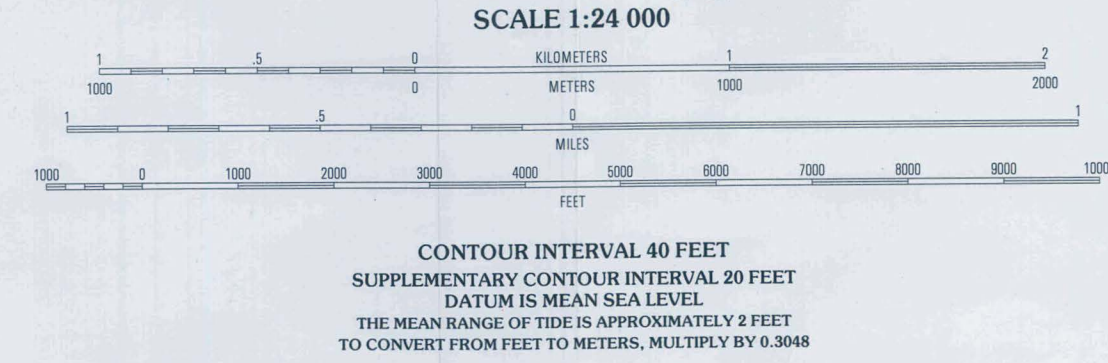 SCALE 1:24 000
1 .5 0 KILOMETERS 1 2
1000 0 METERS 1000 2000
1 .5 0 1
MILES
1000 0 1000 2000 3000 4000 5000 6000 7000 8000 9000 1000
FEET
CONTOUR INTERVAL 40 FEET
SUPPLEMENTARY CONTOUR INTERVAL 20 FEET
DATUM IS MEAN SEA LEVEL
THE MEAN RANGE OF TIDE IS APPROXIMATELY 2 FEET
TO CONVERT FROM FEET TO METERS, MULTIPLY BY 0.3048